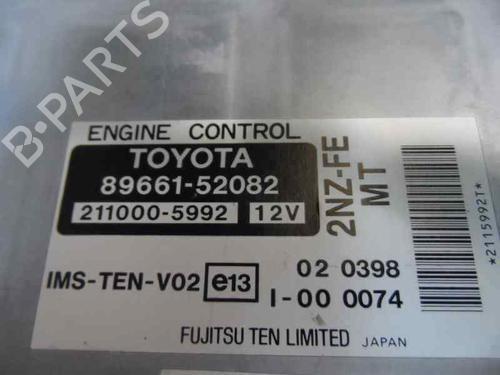 B-PARTS
ENGINE CONTROL
TOYOTA
89661-52082
211000-5992 12V
2NZ-FE
MT
*2115992T*
IMS-TEN-V02 e13 02 0398
I-00 0074
FUJITSU TEN LIMITED JAPAN